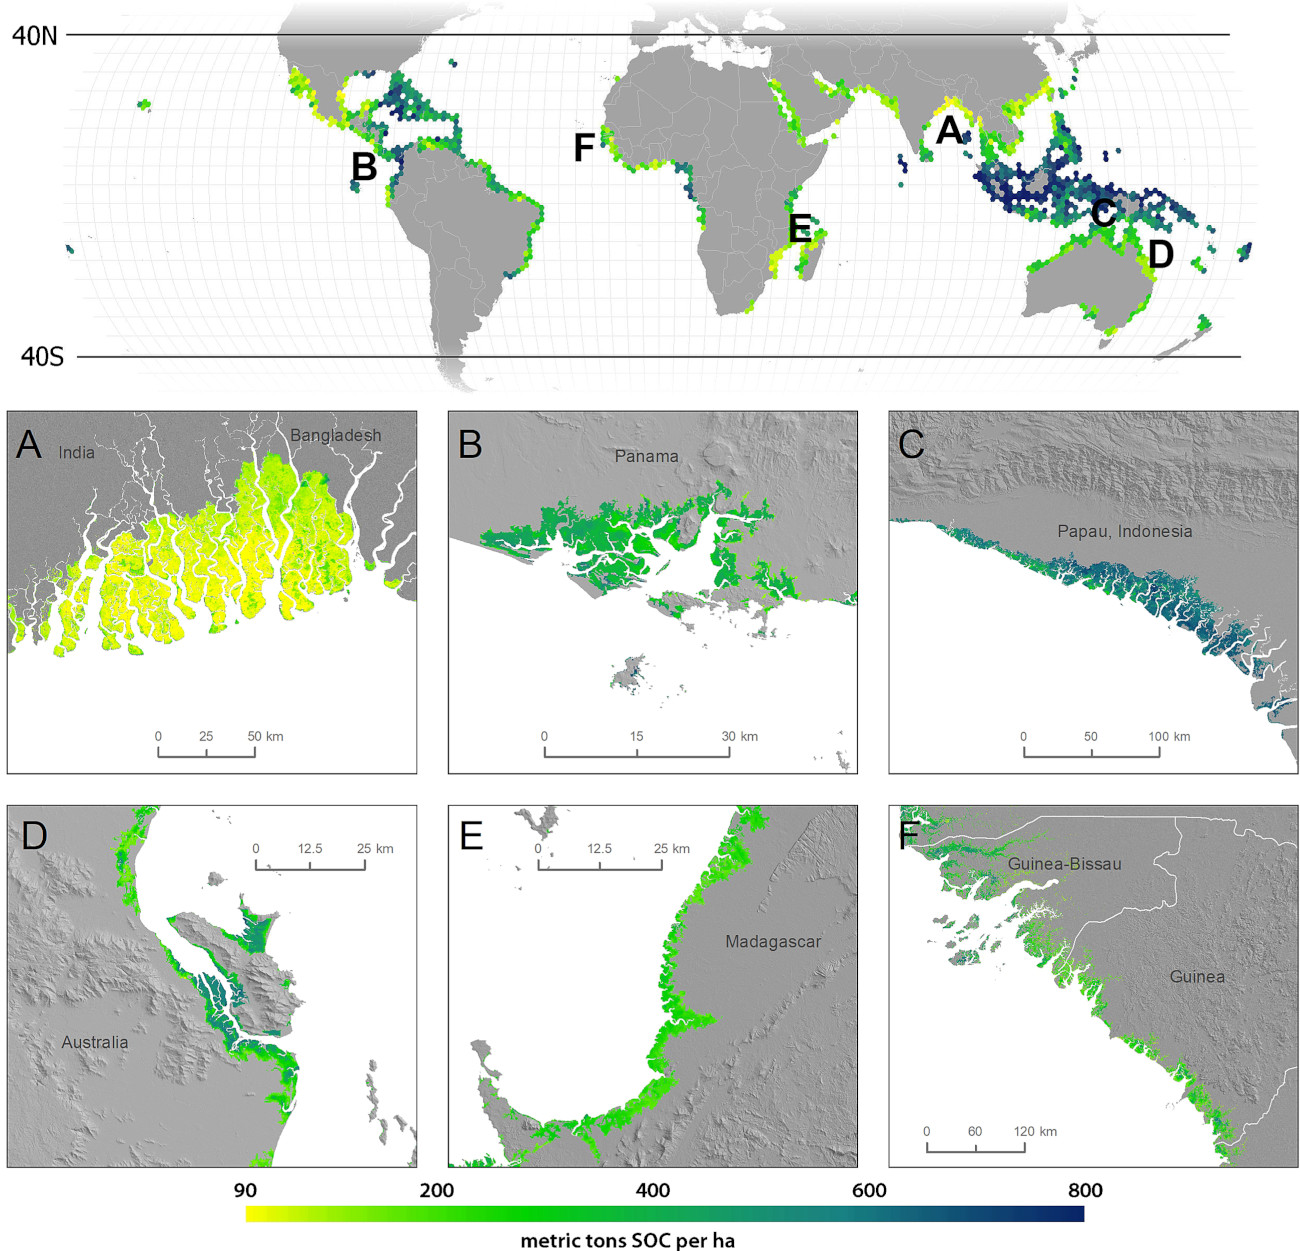 40N
A
B
F
C
E
D
40S
A
India
Bangladesh
0 25 50 km
B
Panama
0 15 30 km
C
Papau, Indonesia
0 50 100 km
D
0 12.5 25 km
Australia
E
0 12.5 25 km
Madagascar
F
Guinea-Bissau
Guinea
0 60 120 km
90 200 400 600 800
metric tons SOC per ha